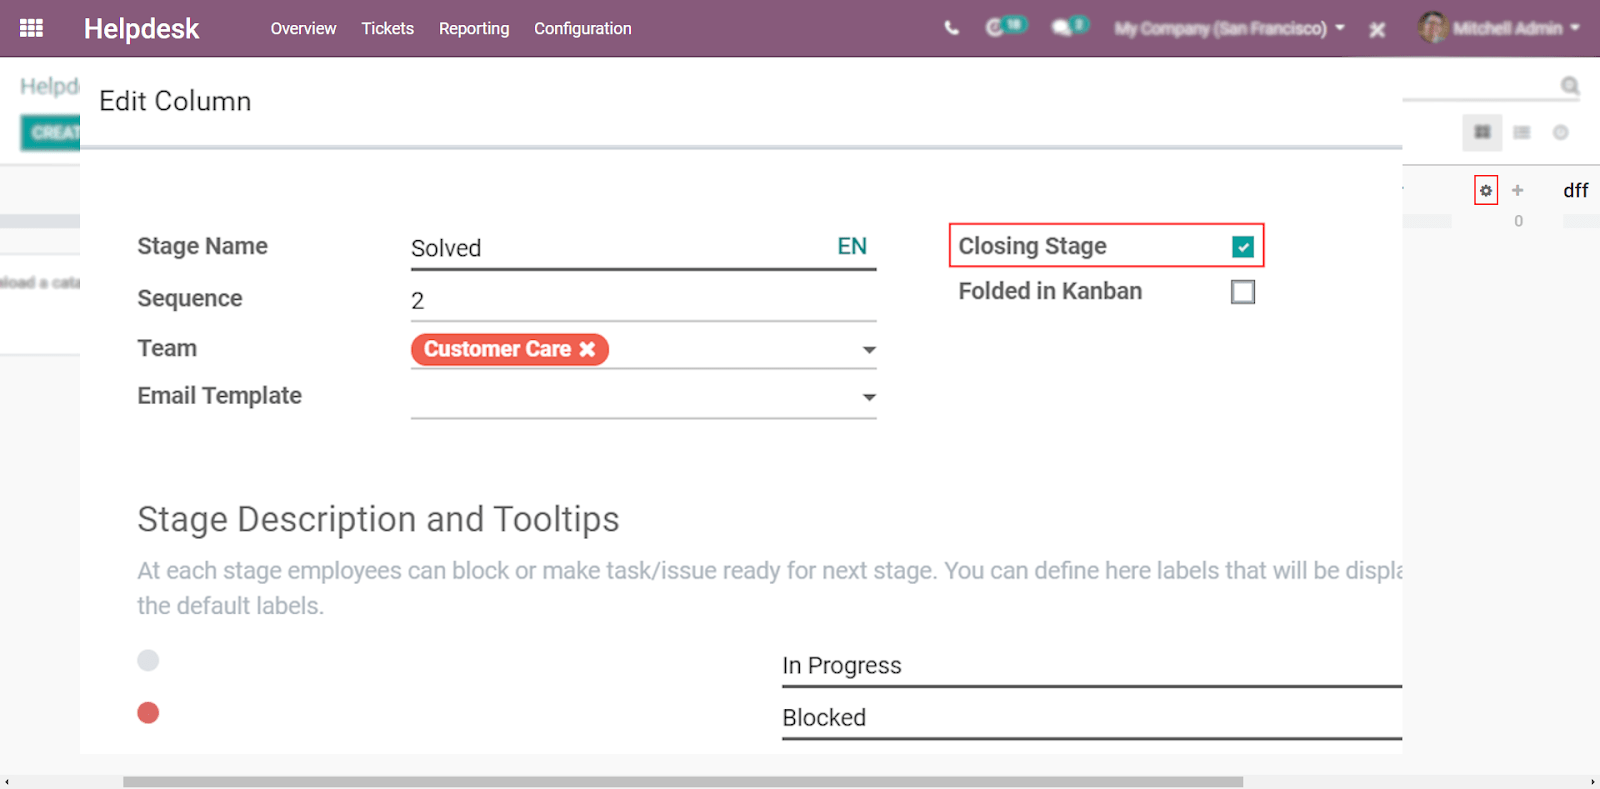 Helpdesk Overview Tickets Reporting Configuration 18 My Company (San Francisco) Mitchell Admin
Helpd
Edit Column
CREAT
dff
0
Stage Name Solved EN Closing Stage
Sequence 2 Folded in Kanban
Team Customer Care
Email Template
Stage Description and Tooltips
At each stage employees can block or make task/issue ready for next stage. You can define here labels that will be displa
the default labels.
In Progress
Blocked